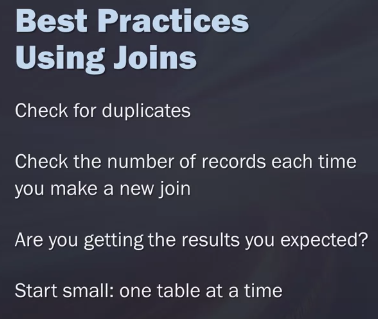 Best Practices
Using Joins
Check for duplicates
Check the number of records each time
you make a new join
Are you getting the results you expected?
Start small: one table at a time